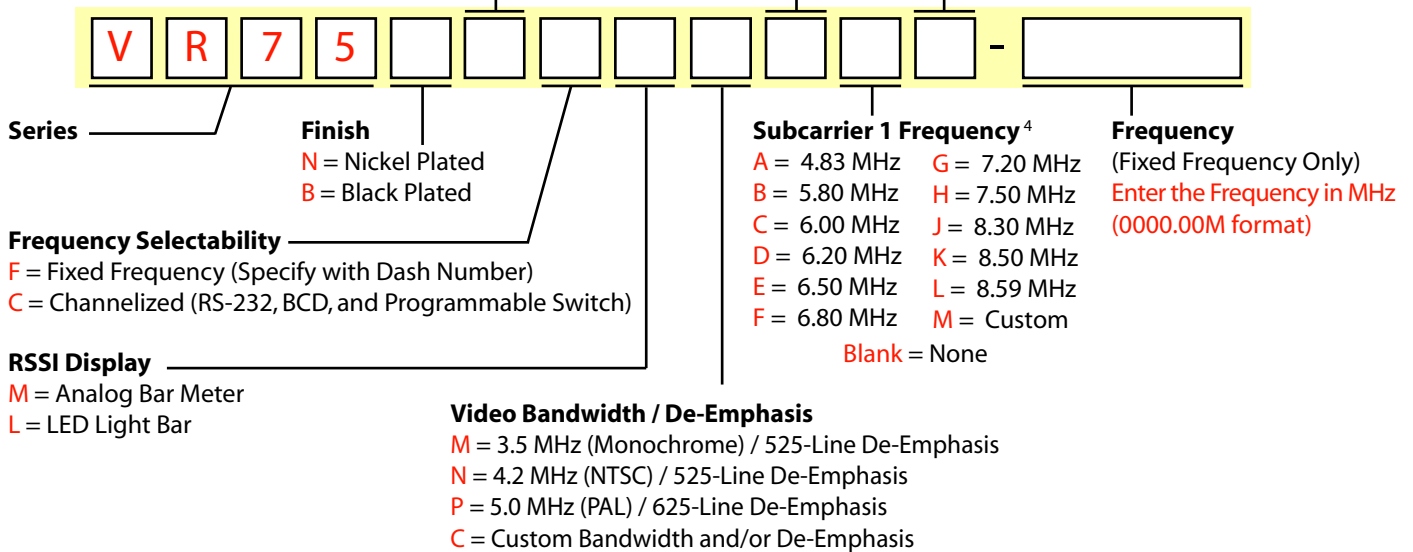 V R 7 5 -
Series
Finish
N = Nickel Plated
B = Black Plated
Frequency Selectability
F = Fixed Frequency (Specify with Dash Number)
C = Channelized (RS-232, BCD, and Programmable Switch)
RSSI Display
M = Analog Bar Meter
L = LED Light Bar
Video Bandwidth / De-Emphasis
M = 3.5 MHz (Monochrome) / 525-Line De-Emphasis
N = 4.2 MHz (NTSC) / 525-Line De-Emphasis
P = 5.0 MHz (PAL) / 625-Line De-Emphasis
C = Custom Bandwidth and/or De-Emphasis
Subcarrier 1 Frequency 4
A = 4.83 MHz
B = 5.80 MHz
C = 6.00 MHz
D = 6.20 MHz
E = 6.50 MHz
F = 6.80 MHz
G = 7.20 MHz
H = 7.50 MHz
J = 8.30 MHz
K = 8.50 MHz
L = 8.59 MHz
M = Custom
Blank = None
Frequency
(Fixed Frequency Only)
Enter the Frequency in MHz
(0000.00M format)